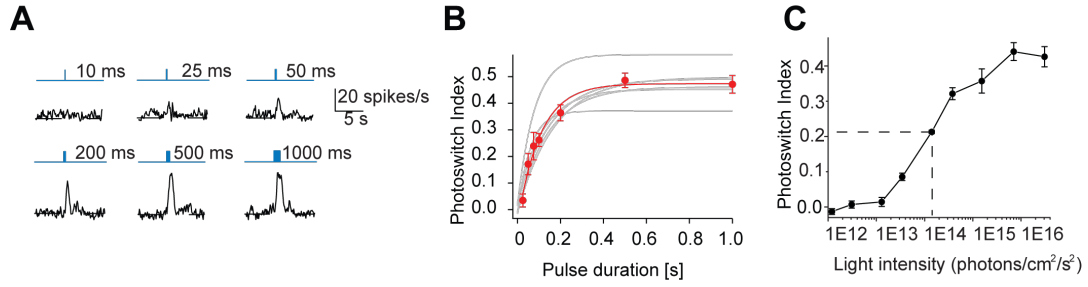 A
10 ms
25 ms
50 ms
20 spikes/s
5 s
200 ms
500 ms
1000 ms
B
Photoswitch Index
0.5
0.4
0.3
0.2
0.1
0.0
0
0.2
0.4
0.6
0.8
1.0
Pulse duration [s]
C
Photoswitch Index
0.4
0.3
0.2
0.1
0.0
1E12
1E13
1E14
1E15
1E16
Light intensity (photons/cm²/s²)